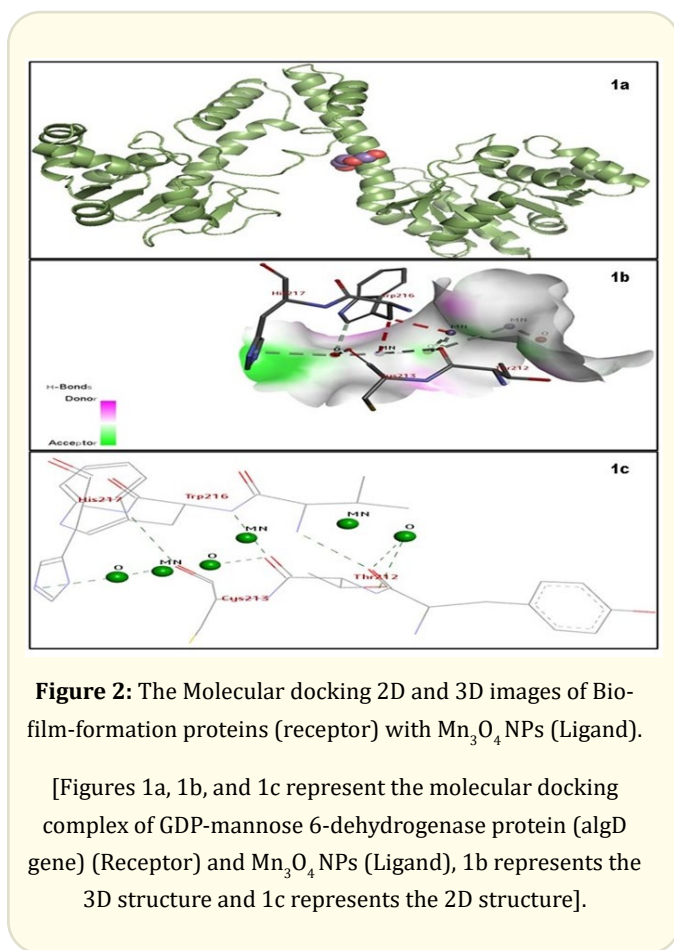 1a
1b
His217
Trp216
MN
MN
O
MN
O
Cys213
Thr212
H-Bonds
Donor
Acceptor
1c
His217
Trp216
MN
O
MN
O
MN
O
Thr212
Cys213
Figure 2: The Molecular docking 2D and 3D images of Bio-
film-formation proteins (receptor) with Mn₃O₄ NPs (Ligand).
[Figures 1a, 1b, and 1c represent the molecular docking
complex of GDP-mannose 6-dehydrogenase protein (algD
gene) (Receptor) and Mn₃O₄ NPs (Ligand), 1b represents the
3D structure and 1c represents the 2D structure].